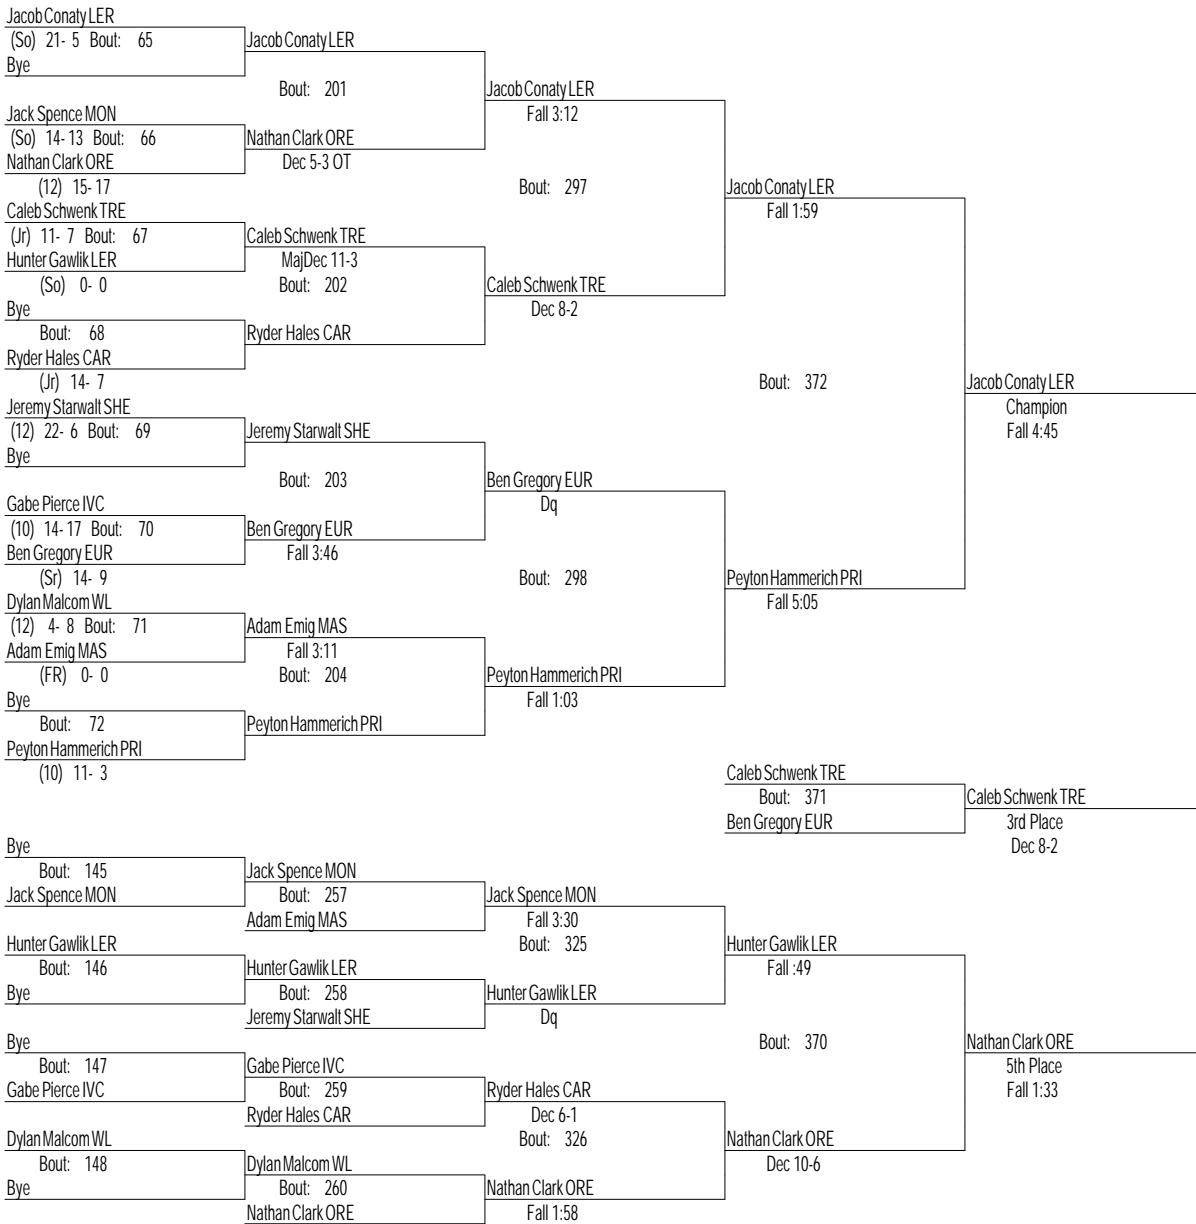 Jacob Conaty LER
(So) 21- 5 Bout: 65
Jacob Conaty LER
Bye
Bout: 201
Jacob Conaty LER
Jack Spence MON
Fall 3:12
(So) 14- 13 Bout: 66
Nathan Clark ORE
Nathan Clark ORE
Dec 5-3 OT
(12) 15- 17
Bout: 297
Jacob Conaty LER
Caleb Schwenk TRE
Fall 1:59
(Jr) 11- 7 Bout: 67
Caleb Schwenk TRE
Hunter Gawlik LER
MajDec 11-3
(So) 0- 0
Bout: 202
Caleb Schwenk TRE
Bye
Dec 8-2
Bout: 68
Ryder Hales CAR
Ryder Hales CAR
(Jr) 14- 7
Bout: 372
Jacob Conaty LER
Jeremy Starwalt SHE
Champion
(12) 22- 6 Bout: 69
Jeremy Starwalt SHE
Fall 4:45
Bye
Bout: 203
Ben Gregory EUR
Gabe Pierce IVC
Dq
(10) 14- 17 Bout: 70
Ben Gregory EUR
Ben Gregory EUR
Fall 3:46
(Sr) 14- 9
Bout: 298
Peyton Hammerich PRI
Dylan Malcom WL
Fall 5:05
(12) 4- 8 Bout: 71
Adam Emig MAS
Adam Emig MAS
Fall 3:11
(FR) 0- 0
Bout: 204
Peyton Hammerich PRI
Bye
Fall 1:03
Bout: 72
Peyton Hammerich PRI
Peyton Hammerich PRI
(10) 11- 3
Caleb Schwenk TRE
Bout: 371
Caleb Schwenk TRE
Ben Gregory EUR
3rd Place
Dec 8-2
Bye
Bout: 145
Jack Spence MON
Jack Spence MON
Bout: 257
Jack Spence MON
Adam Emig MAS
Fall 3:30
Hunter Gawlik LER
Bout: 325
Hunter Gawlik LER
Bout: 146
Hunter Gawlik LER
Fall :49
Bye
Bout: 258
Hunter Gawlik LER
Jeremy Starwalt SHE
Dq
Bye
Bout: 370
Nathan Clark ORE
Bout: 147
Gabe Pierce IVC
5th Place
Gabe Pierce IVC
Bout: 259
Ryder Hales CAR
Fall 1:33
Ryder Hales CAR
Dec 6-1
Dylan Malcom WL
Bout: 326
Nathan Clark ORE
Bout: 148
Dylan Malcom WL
Dec 10-6
Bye
Bout: 260
Nathan Clark ORE
Nathan Clark ORE
Fall 1:58